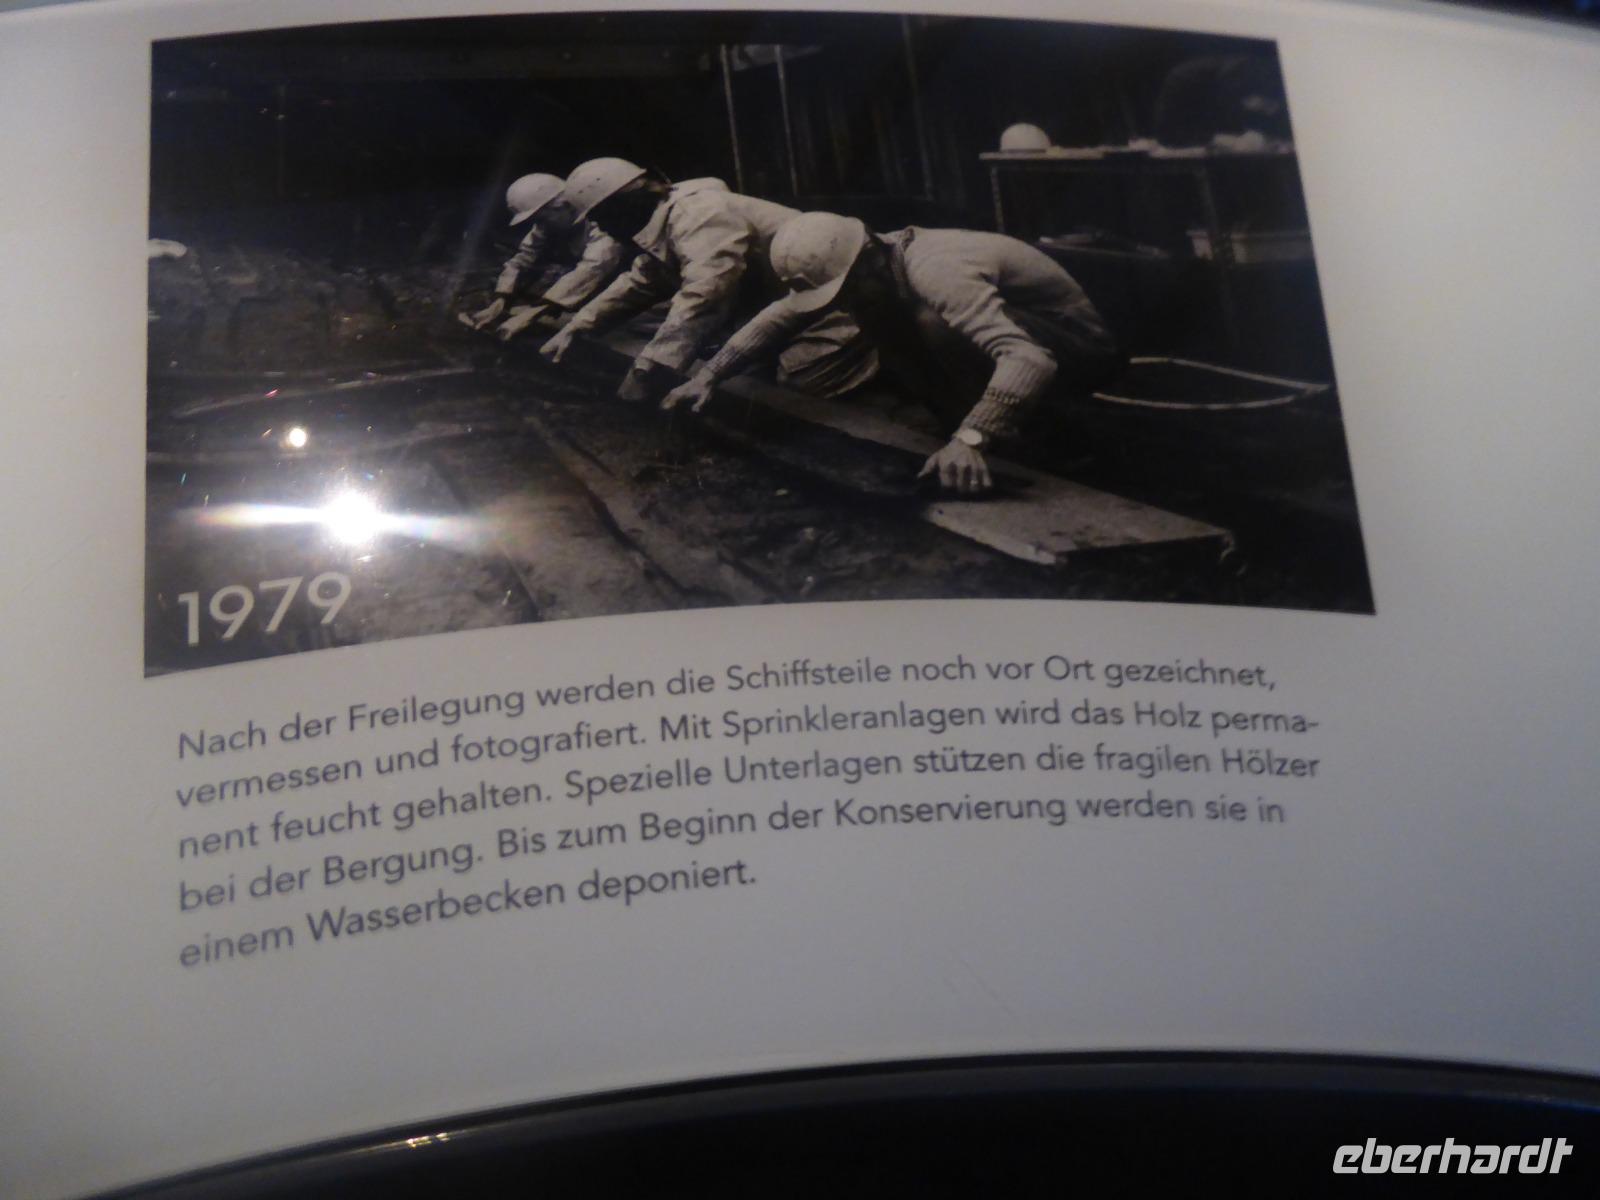 1979
Nach der Freilegung werden die Schiffsteile noch vor Ort gezeichnet,
vermessen und fotografiert. Mit Sprinkleranlagen wird das Holz perma-
nent feucht gehalten. Spezielle Unterlagen stützen die fragilen Hölzer
bei der Bergung. Bis zum Beginn der Konservierung werden sie in
einem Wasserbecken deponiert.
eberhardt